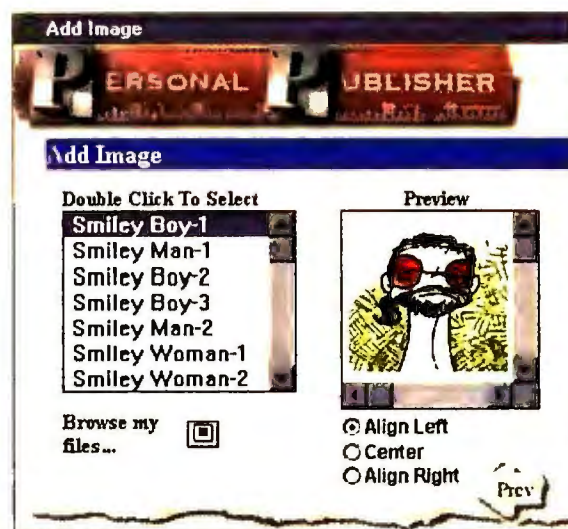 Add Image
PERSONAL PUBLISHER
Add Image
Double Click To Select
Smiley Boy-1
Smiley Man-1
Smiley Boy-2
Smiley Boy-3
Smiley Man-2
Smiley Woman-1
Smiley Woman-2
Browse my
files...
Preview
Align Left
Center
Align Right
Prev